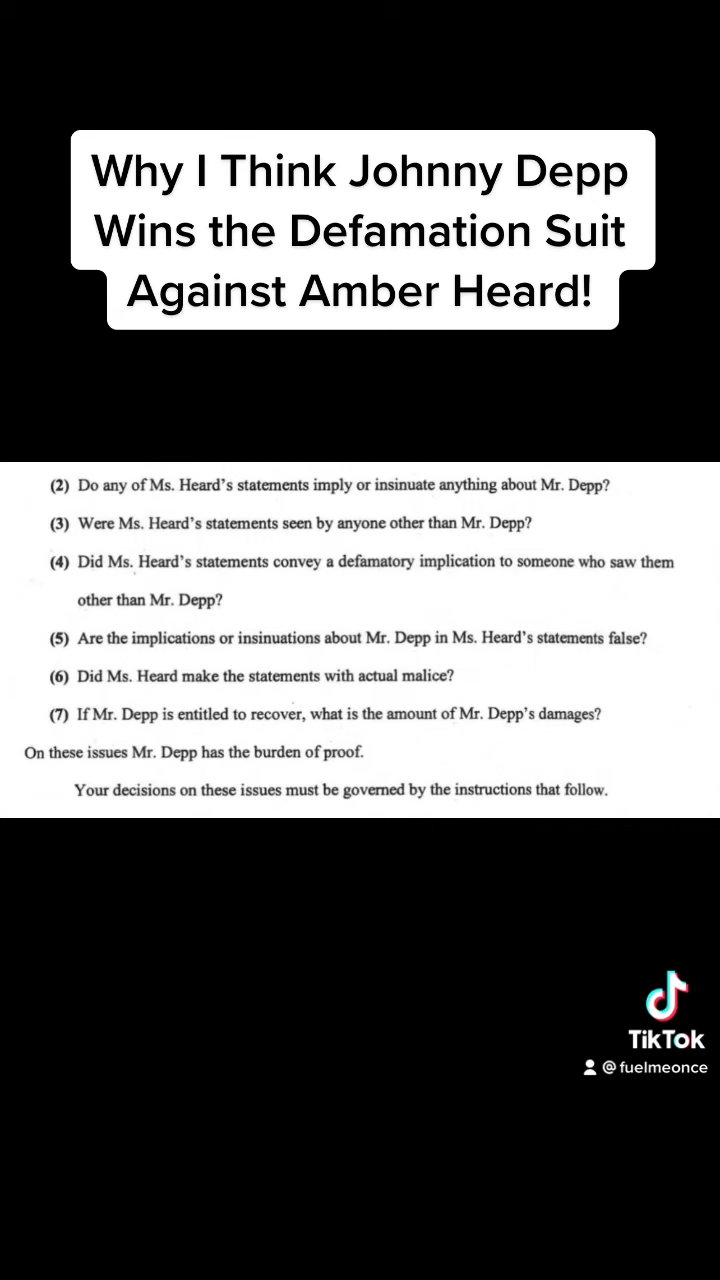 Why I Think Johnny Depp
Wins the Defamation Suit
Against Amber Heard!
(2) Do any of Ms. Heard's statements imply or insinuate anything about Mr. Depp?
(3) Were Ms. Heard's statements seen by anyone other than Mr. Depp?
(4) Did Ms. Heard's statements convey a defamatory implication to someone who saw them
other than Mr. Depp?
(5) Are the implications or insinuations about Mr. Depp in Ms. Heard's statements false?
(6) Did Ms. Heard make the statements with actual malice?
(7) If Mr. Depp is entitled to recover, what is the amount of Mr. Depp's damages?
On these issues Mr. Depp has the burden of proof.
Your decisions on these issues must be governed by the instructions that follow.
TikTok
@fuelmeonce